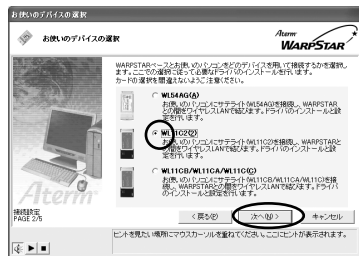 お使いのデバイスの選択
お使いのデバイスの選択
Aterm
WARPSTAR
WARPSTARベースとお使いのパソコンをどのデバイスを用いて接続するかを選択し
ます。ここでの選択に従って必要なドライバのインストールを行います。
カードの選択を間違えないようご注意ください。
WL54AG(A)
お使いのパソコンにサテライト(WL54AG)を接続し、WARPSTAR
との間をワイヤレスLANで結びます。ドライバのインストールと設
定を行います。
WL11C2(2)
お使いのパソコンにサテライト(WL11C2)を接続し、WARPSTARと
の間をワイヤレスLANで結びます。ドライバのインストールと設
定を行います。
WL11CB/WL11CA/WL11C(C)
お使いのパソコンにサテライト(WL11CB/WL11CA/WL11C)を接
続し、WARPSTARとの間をワイヤレスLANで結びます。ドライバ
のインストールと設定を行います。
Aterm
接続設定
PAGE 2/5
< 戻る(B)
次へ(N) >
キャンセル
ヒントを見たい場所にマウスカーソルを重ねてください。ここにヒントが表示されます。